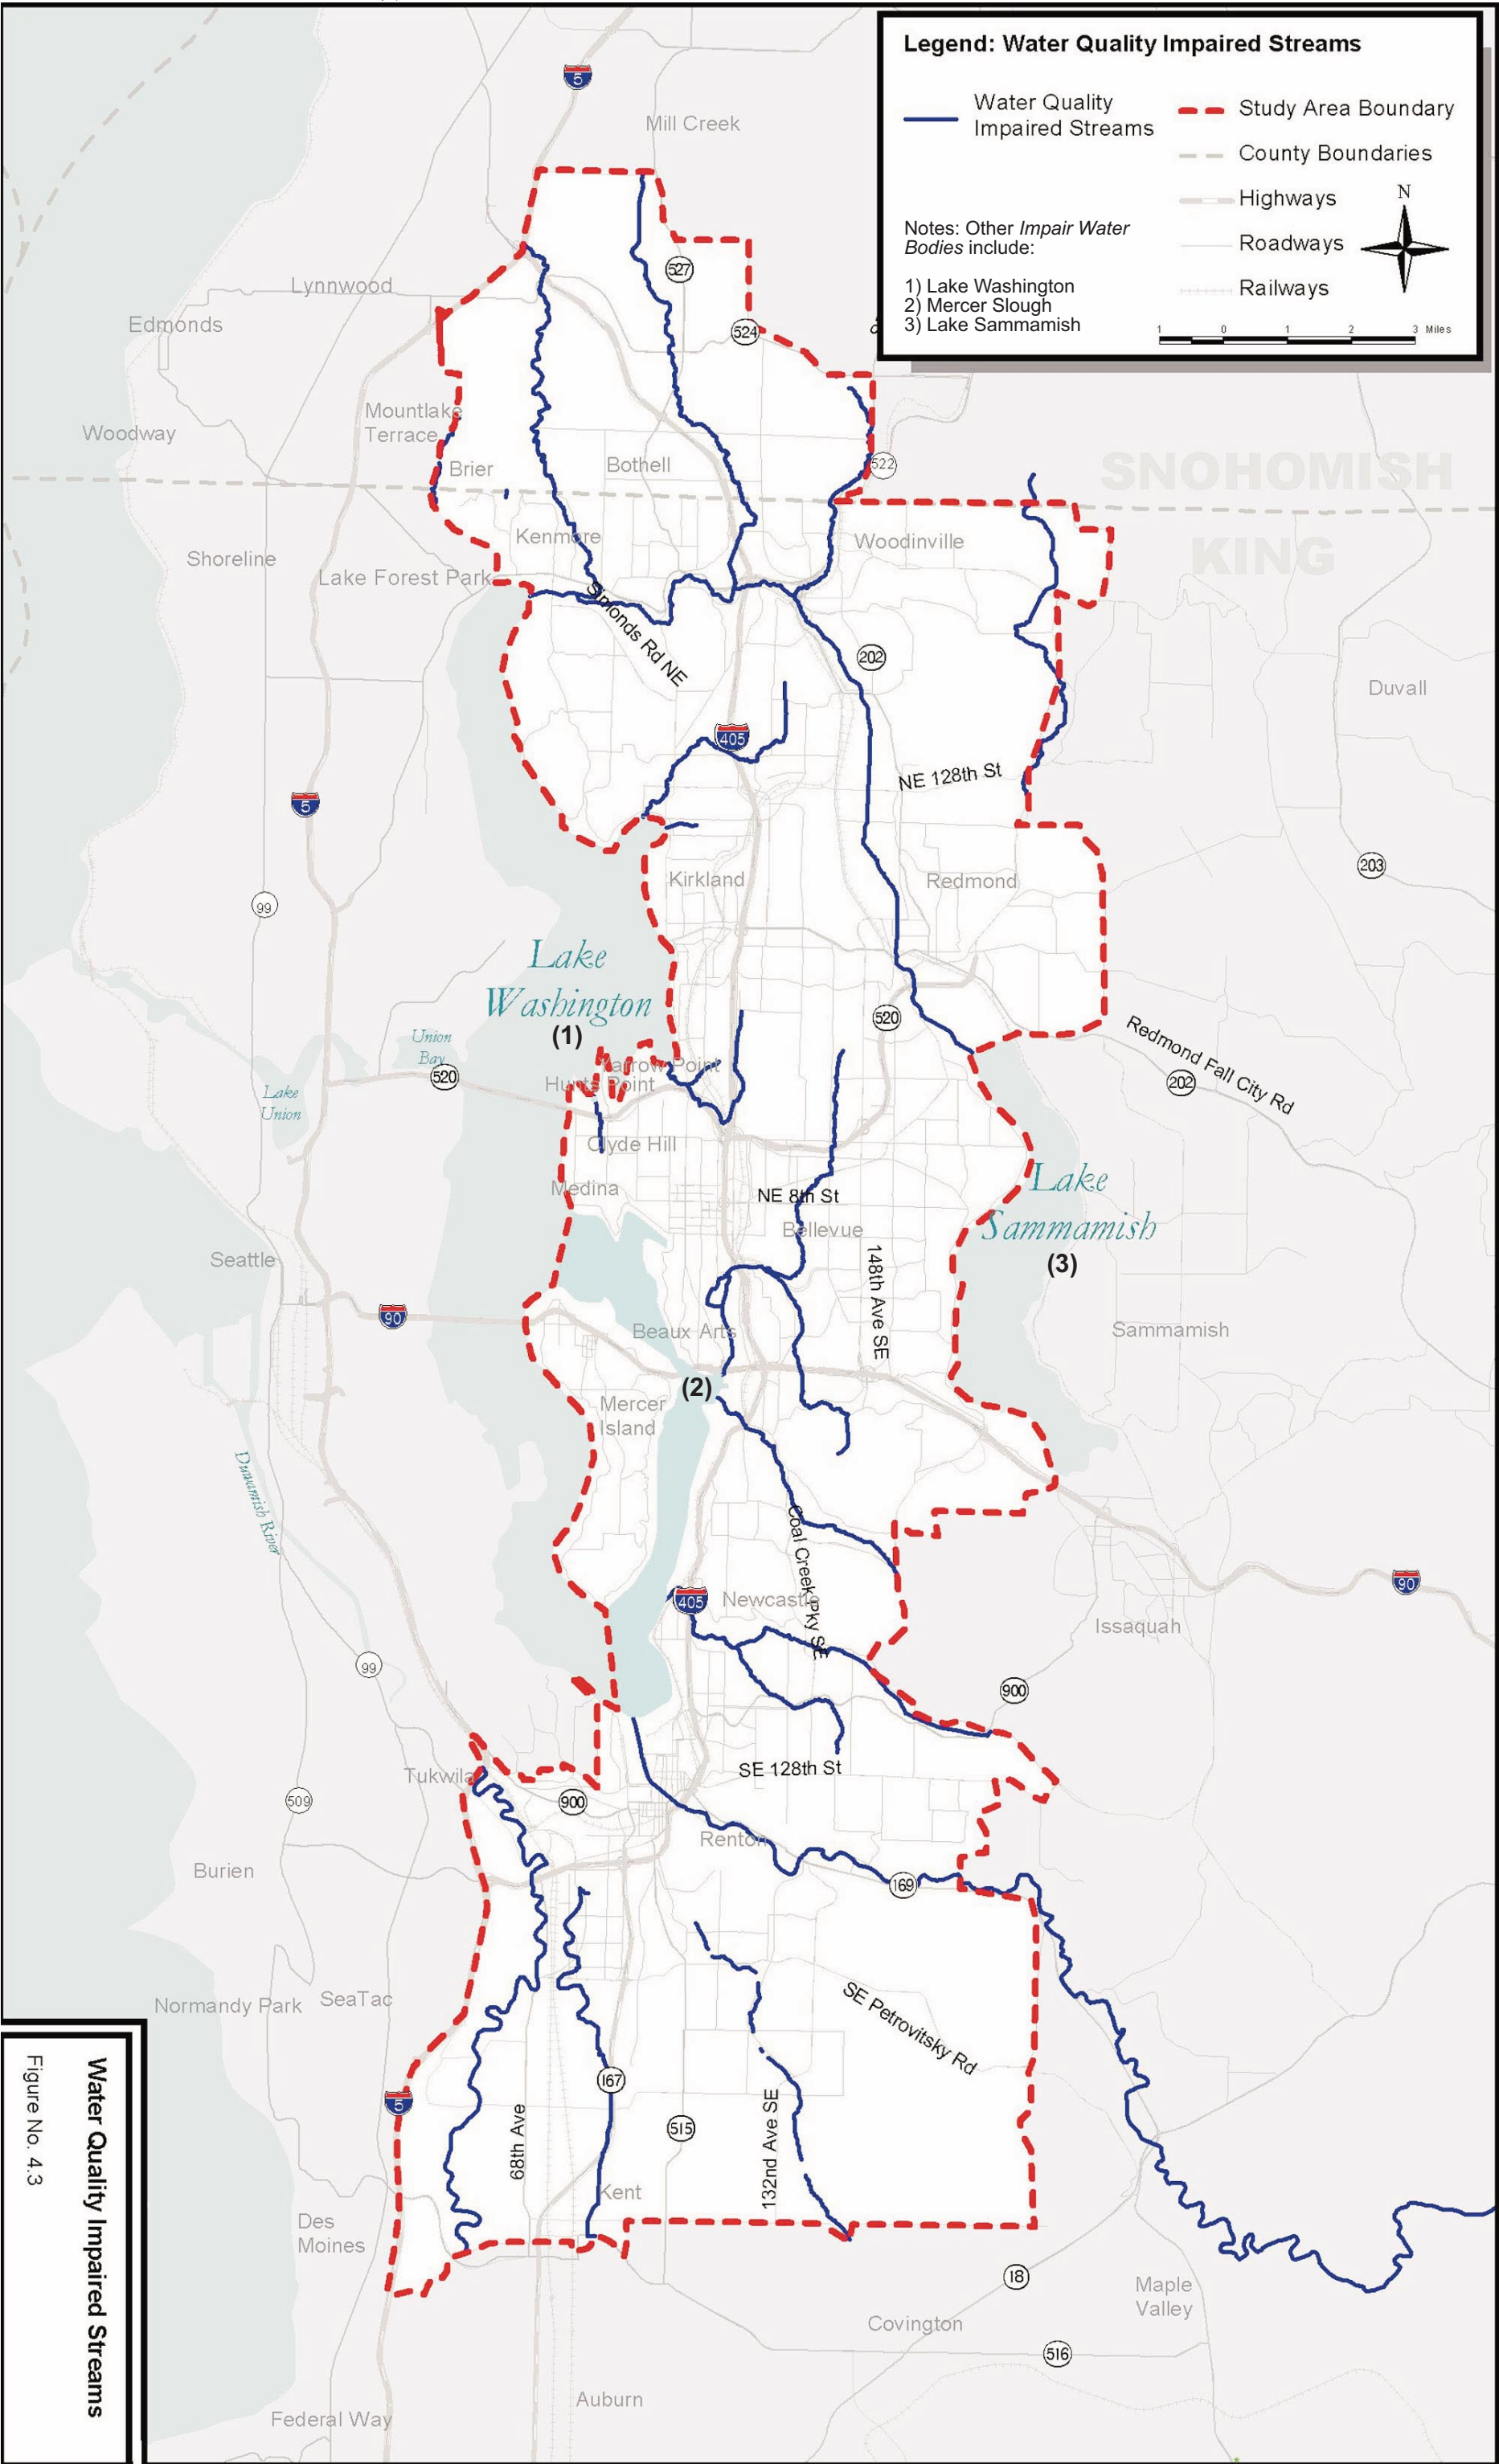 Legend: Water Quality Impaired Streams
Water Quality
Impaired Streams
Study Area Boundary
County Boundaries
Highways
Roadways
Railways
N
Notes: Other Impair Water
Bodies include:
1) Lake Washington
2) Mercer Slough
3) Lake Sammamish
1 0 1 2 3 Miles
5
Mill Creek
527
Lynnwood
Edmonds
524
Mountlake
Terrace
Woodway
Brier
Bothell
522
SNOHOMISH
KING
Kenmore
Woodinville
Shoreline
Lake Forest Park
Simonds Rd NE
202
Duvall
405
NE 128th St
5
203
Kirkland
Redmond
99
Lake
Washington
(1)
520
Union
Bay
520
Redmond Fall City Rd
202
Yarrow Point
Hunts Point
Lake
Union
Clyde Hill
Medina
NE 8th St
Bellevue
Lake
Sammamish
(3)
148th Ave SE
Seattle
90
Beaux Arts
Sammamish
(2)
Mercer
Island
Duwamish River
Coal Creek Pky SE
405
Newcastle
90
Issaquah
99
900
SE 128th St
Tukwila
509
900
Renton
Burien
169
SE Petrovitsky Rd
Normandy Park
SeaTac
167
5
515
68th Ave
132nd Ave SE
Kent
Des
Moines
18
Maple
Valley
Covington
516
Auburn
Federal Way
Water Quality Impaired Streams
Figure No. 4.3